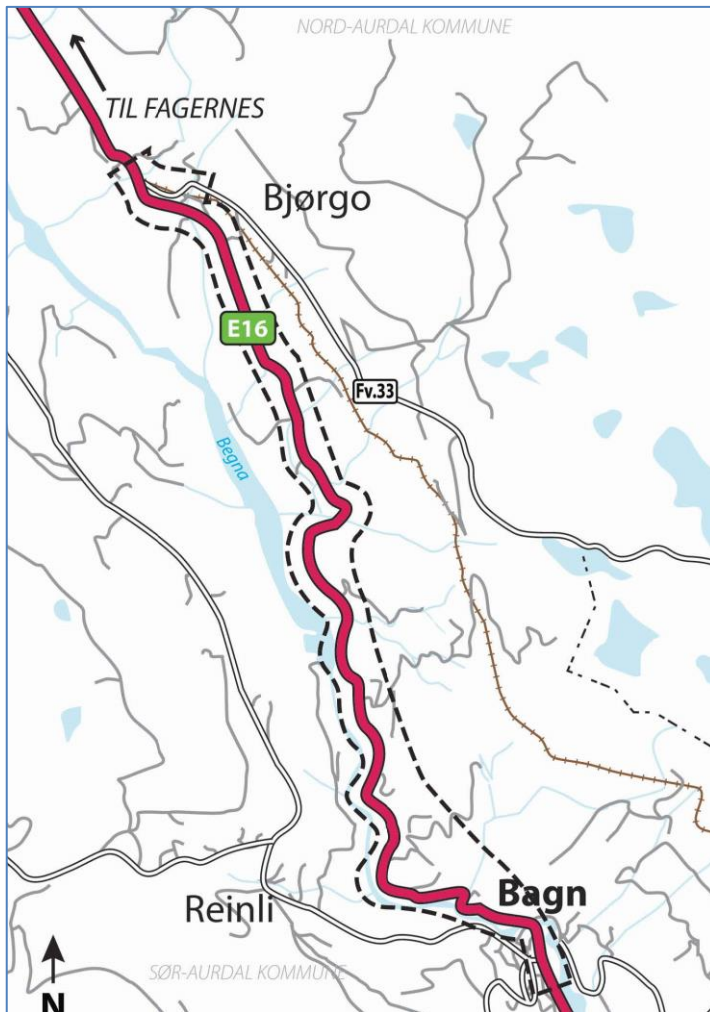 NORD-AURDAL KOMMUNE
TIL FAGERNES
Bjørgo
E16
Fv.33
Begna
Bagn
Reinli
SØR-AURDAL KOMMUNE
N